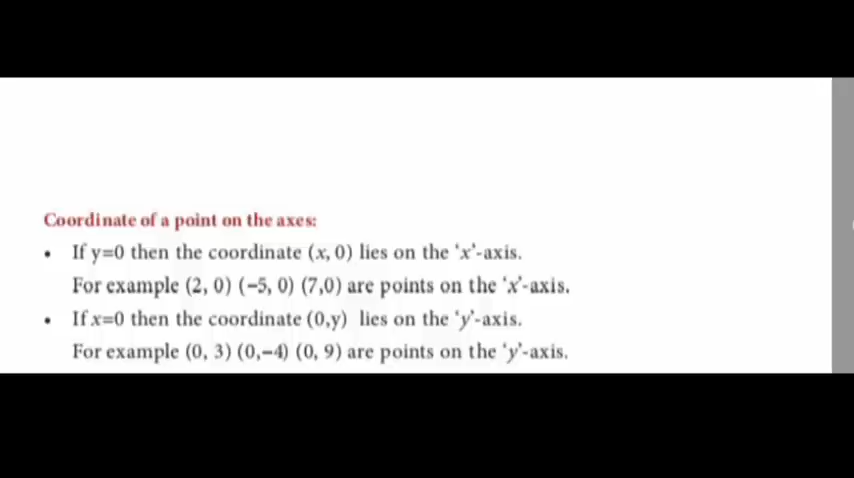 Coordinate of a point on the axes:
• If y=0 then the coordinate (x, 0) lies on the ‘x’-axis.
For example (2, 0) (−5, 0) (7,0) are points on the ‘x’-axis.
• If x=0 then the coordinate (0,y) lies on the ‘y’-axis.
For example (0, 3) (0,−4) (0, 9) are points on the ‘y’-axis.